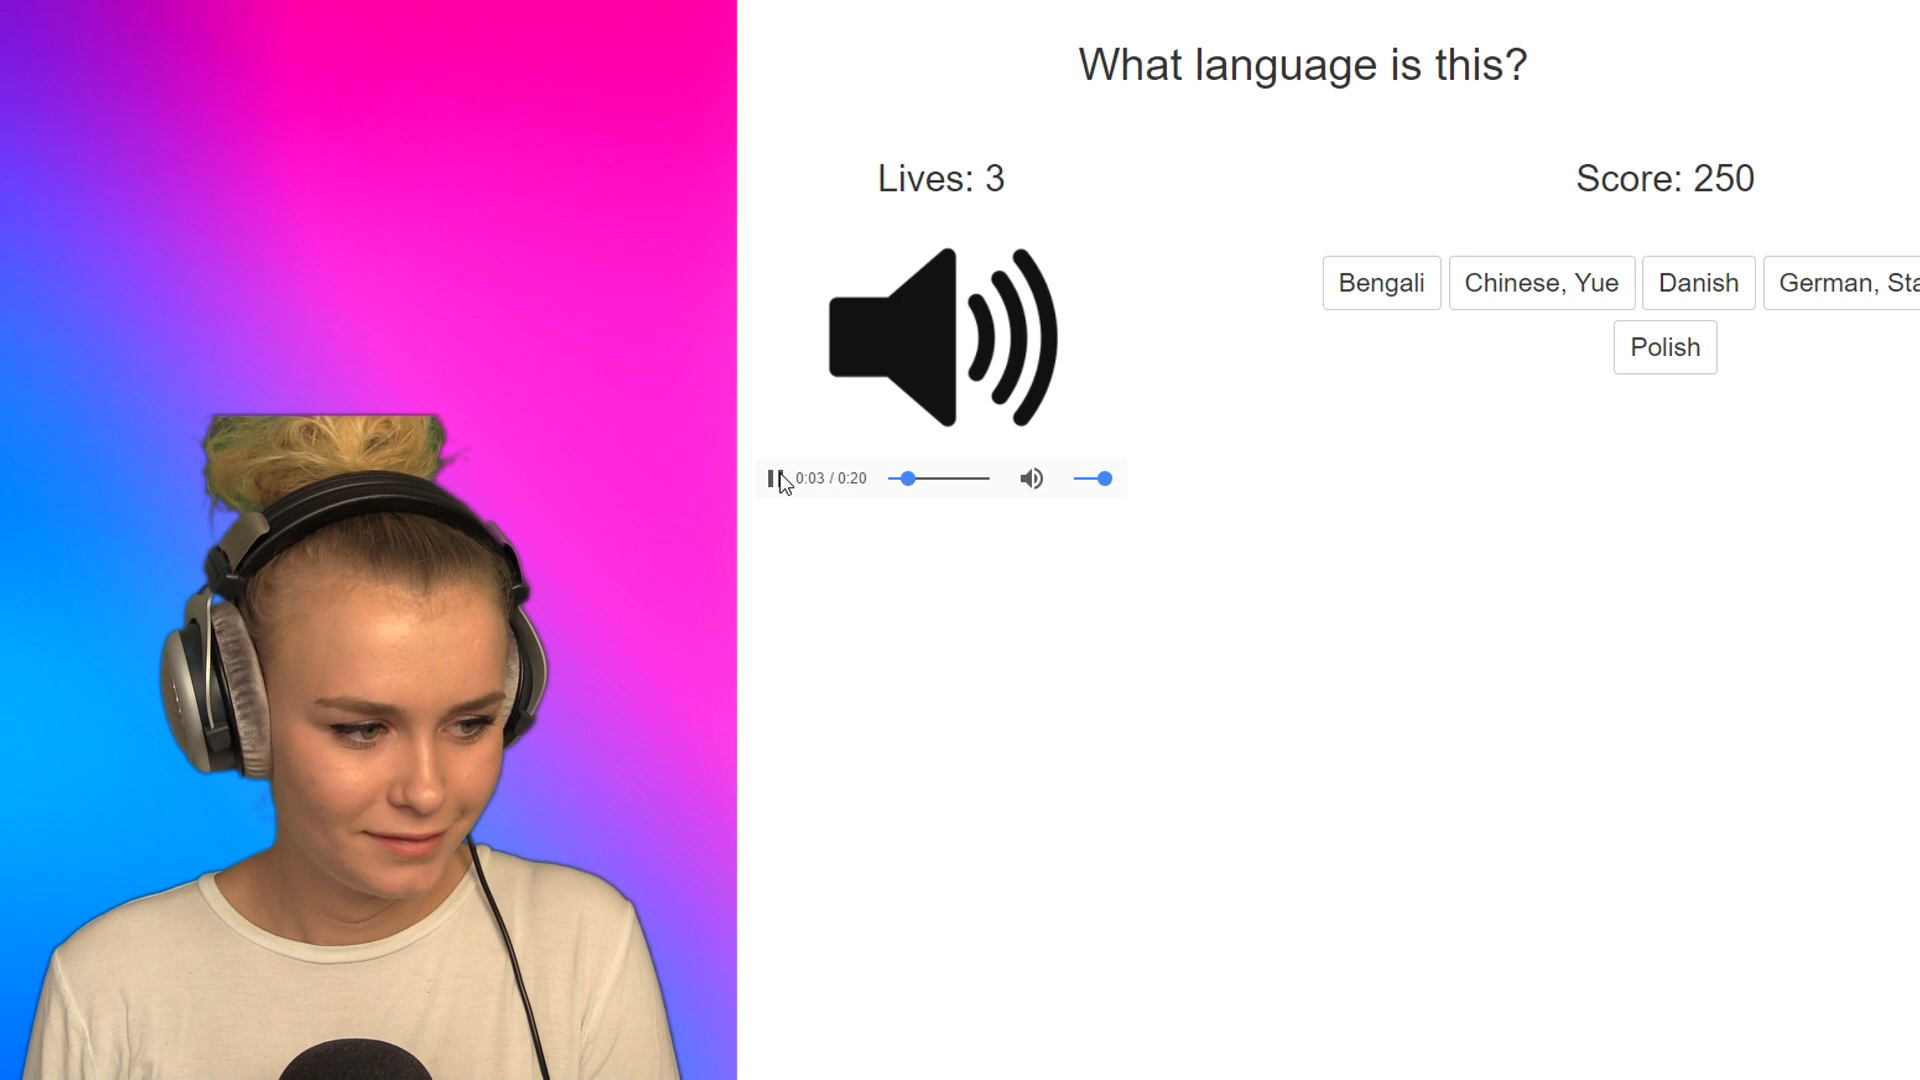 What language is this?
Lives: 3
Score: 250
Bengali
Chinese, Yue
Danish
German, Sta
Polish
0:03 / 0:20